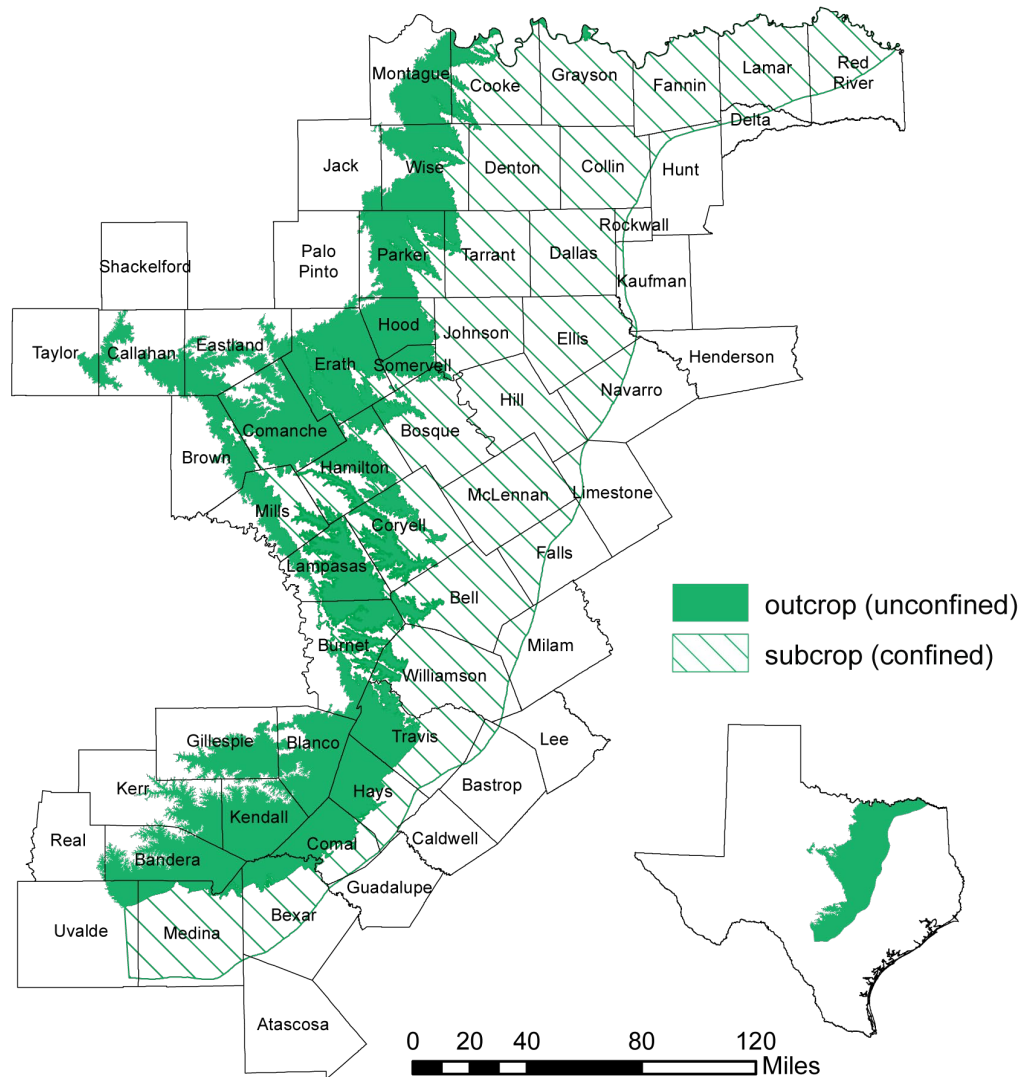 Montague
Cooke
Grayson
Fannin
Lamar
Red
River
Delta
Jack
Wise
Denton
Collin
Hunt
Rockwall
Shackelford
Palo
Pinto
Parker
Tarrant
Dallas
Kaufman
Taylor
Callahan
Eastland
Hood
Erath
Somervell
Johnson
Ellis
Henderson
Navarro
Comanche
Brown
Bosque
Hill
Hamilton
Mills
McLennan
Limestone
Coryell
Lampasas
Falls
Bell
Burnet
Milam
Williamson
outcrop (unconfined)
subcrop (confined)
Gillespie
Blanco
Travis
Lee
Kerr
Hays
Bastrop
Kendall
Real
Comal
Caldwell
Bandera
Guadalupe
Uvalde
Medina
Bexar
Atascosa
0 20 40 80 120
Miles